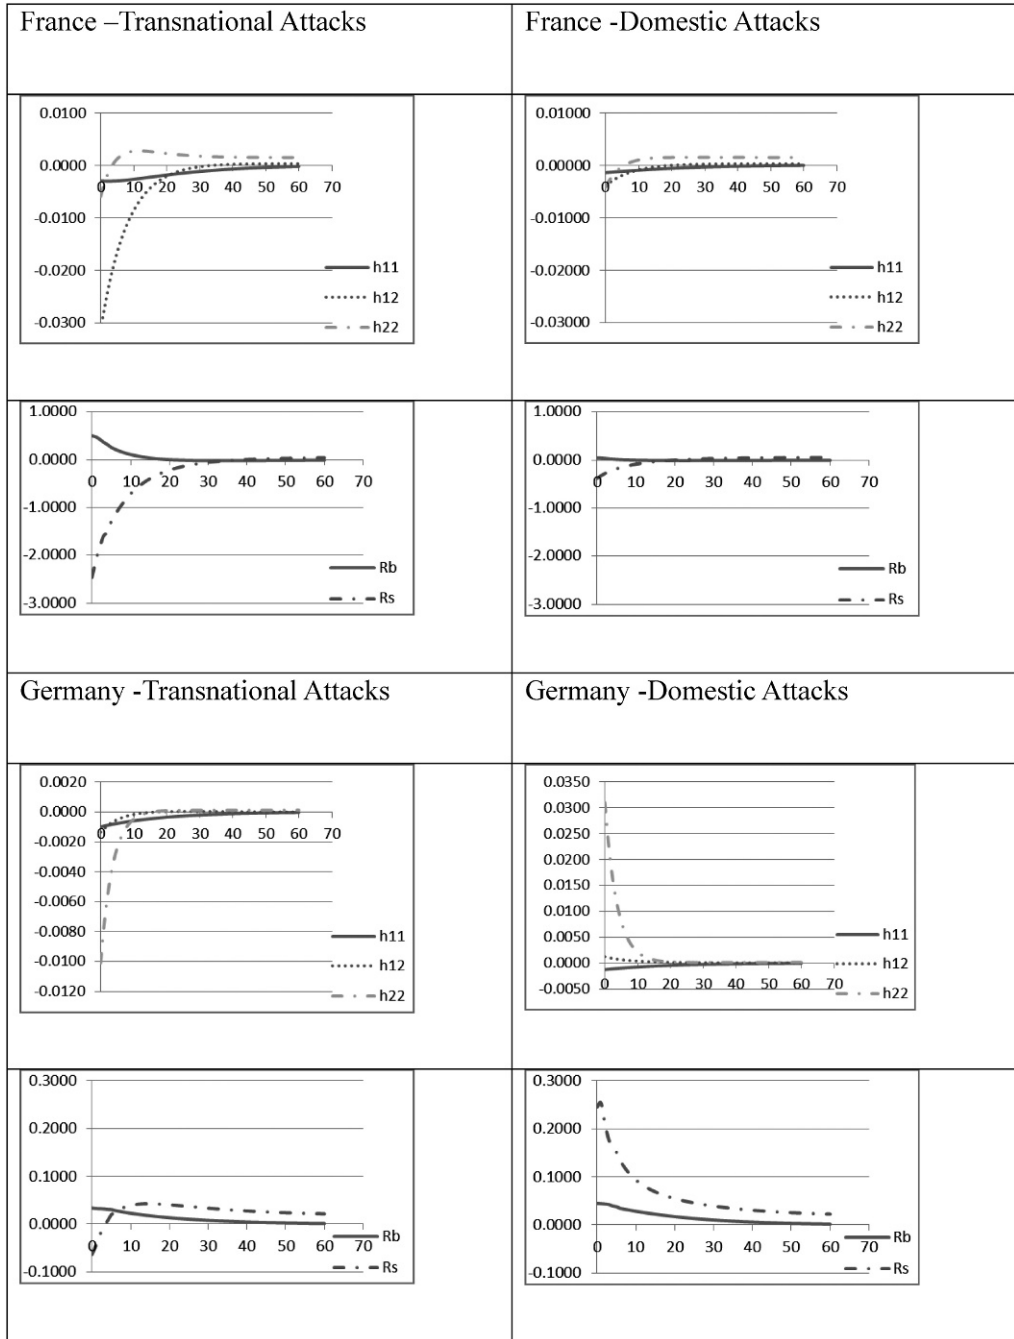 France –Transnational Attacks
France -Domestic Attacks
0.0100
0.0000
-0.0100
-0.0200
-0.0300
0 10 20 30 40 50 60 70
h11
h12
h22
0.01000
0.00000
-0.01000
-0.02000
-0.03000
0 10 20 30 40 50 60 70
h11
h12
h22
1.0000
0.0000
-1.0000
-2.0000
-3.0000
0 10 20 30 40 50 60 70
Rb
Rs
1.0000
0.0000
-1.0000
-2.0000
-3.0000
0 10 20 30 40 50 60 70
Rb
Rs
Germany -Transnational Attacks
Germany -Domestic Attacks
0.0020
0.0000
-0.0020
-0.0040
-0.0060
-0.0080
-0.0100
-0.0120
0 10 20 30 40 50 60 70
h11
h12
h22
0.0350
0.0300
0.0250
0.0200
0.0150
0.0100
0.0050
0.0000
-0.0050
0 10 20 30 40 50 60 70
h11
h12
h22
0.3000
0.2000
0.1000
0.0000
-0.1000
0 10 20 30 40 50 60 70
Rb
Rs
0.3000
0.2000
0.1000
0.0000
-0.1000
0 10 20 30 40 50 60 70
Rb
Rs